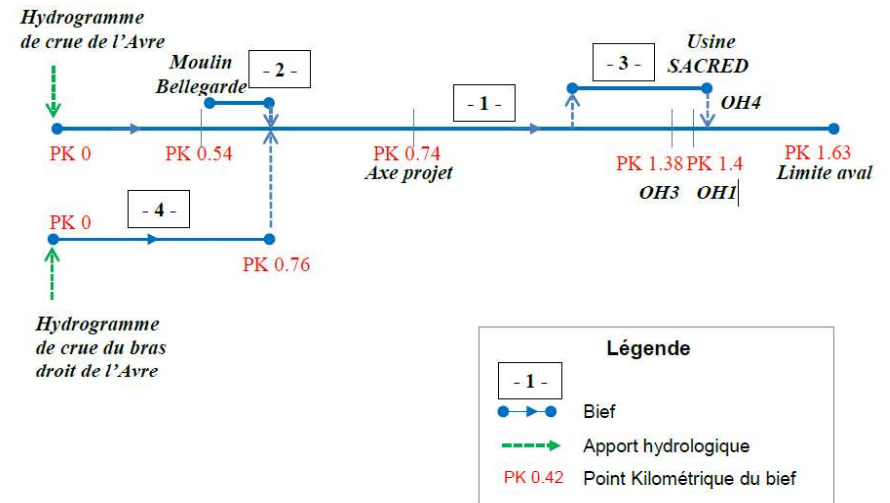 Hydrogramme
de crue de l'Avre
Moulin
Bellegarde
- 2 -
- 3 -
Usine
SACRED
- 1 -
OH4
PK 0
PK 0.54
PK 0.74
Axe projet
PK 1.38
PK 1.4
PK 1.63
Limite aval
OH3
OH1
PK 0
- 4 -
PK 0.76
Hydrogramme
de crue du bras
droit de l'Avre
Légende
- 1 -
Bief
Apport hydrologique
PK 0.42 Point Kilométrique du bief